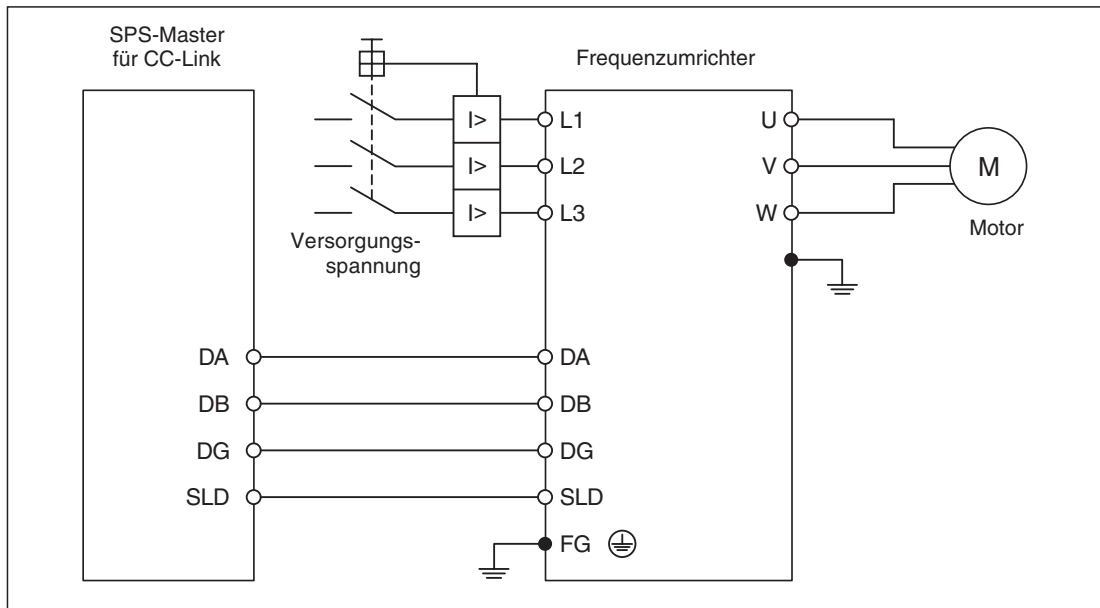 SPS-Master
für CC-Link
Frequenzumrichter
I>
L1
U
I>
L2
V
M
I>
L3
W
Motor
Versorgungs-
spannung
DA
DA
DB
DB
DG
DG
SLD
SLD
FG